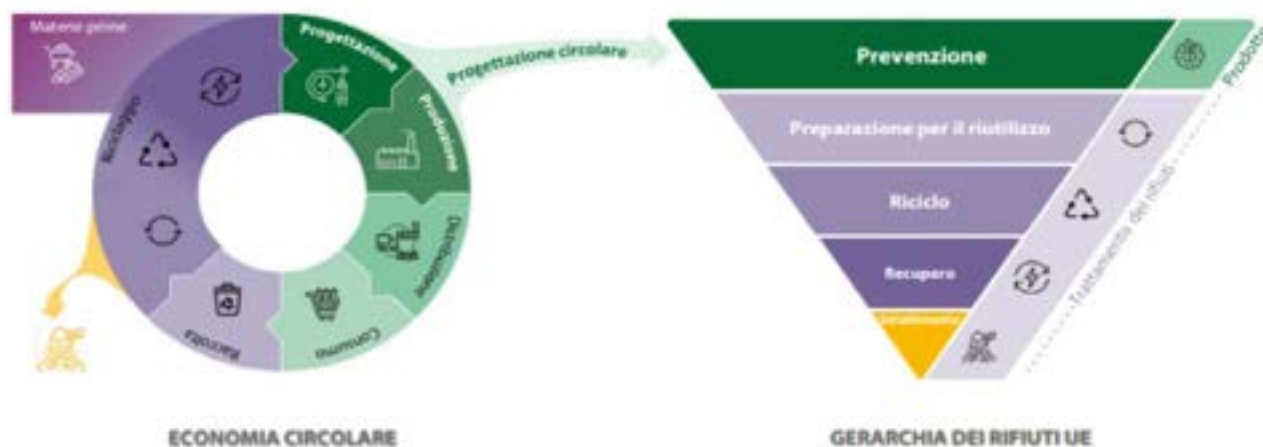 Materie prime
Progettazione
Produzione
Distribuzione
Consumo
Raccolta
Riciclaggio
Progettazione circolare
ECONOMIA CIRCOLARE
Prevenzione
Preparazione per il riutilizzo
Riciclo
Recupero
Prodotto
Trattamento dei rifiuti
GERARCHIA DEI RIFIUTI UE